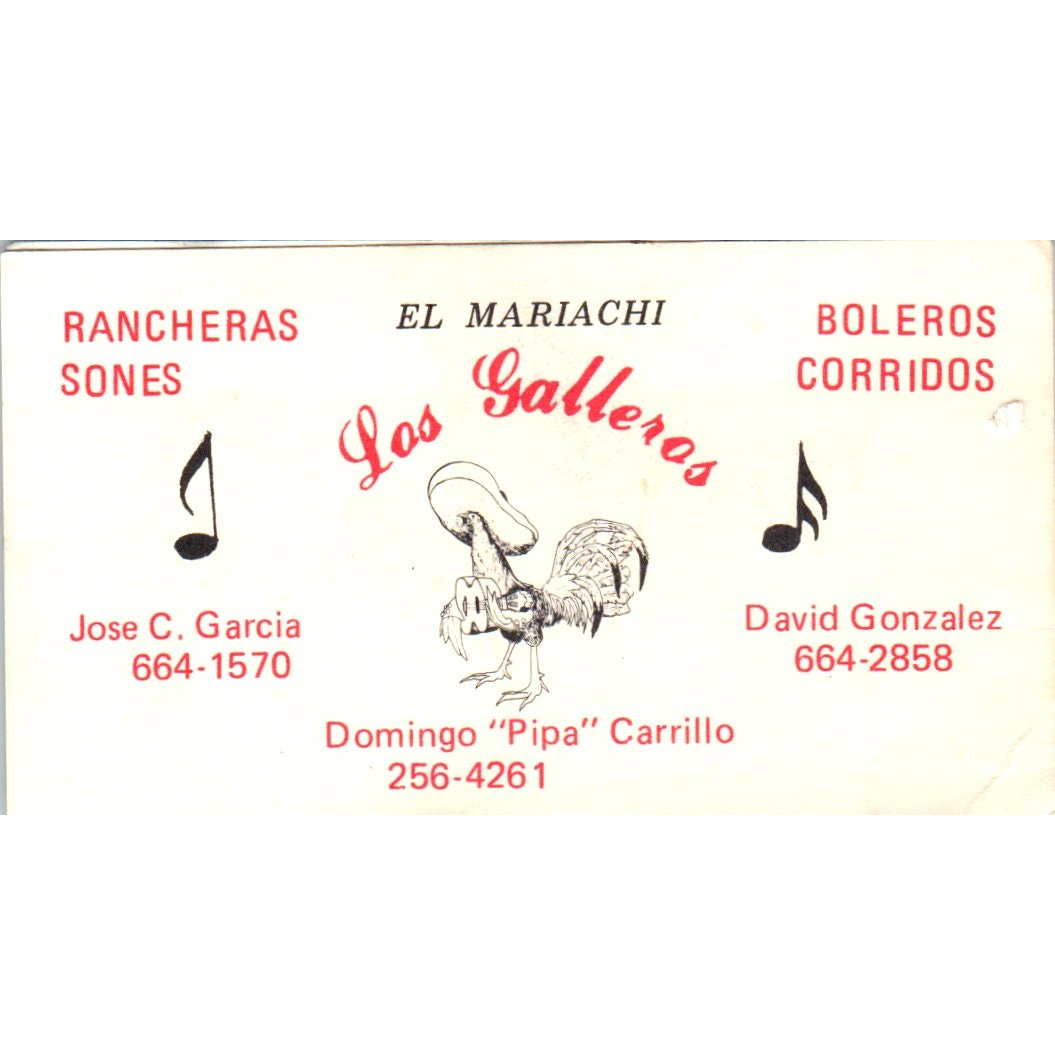 EL MARIACHI
Los Galleros
RANCHERAS
SONES
BOLEROS
CORRIDOS
Jose C. Garcia
664-1570
David Gonzalez
664-2858
Domingo "Pipa" Carrillo
256-4261